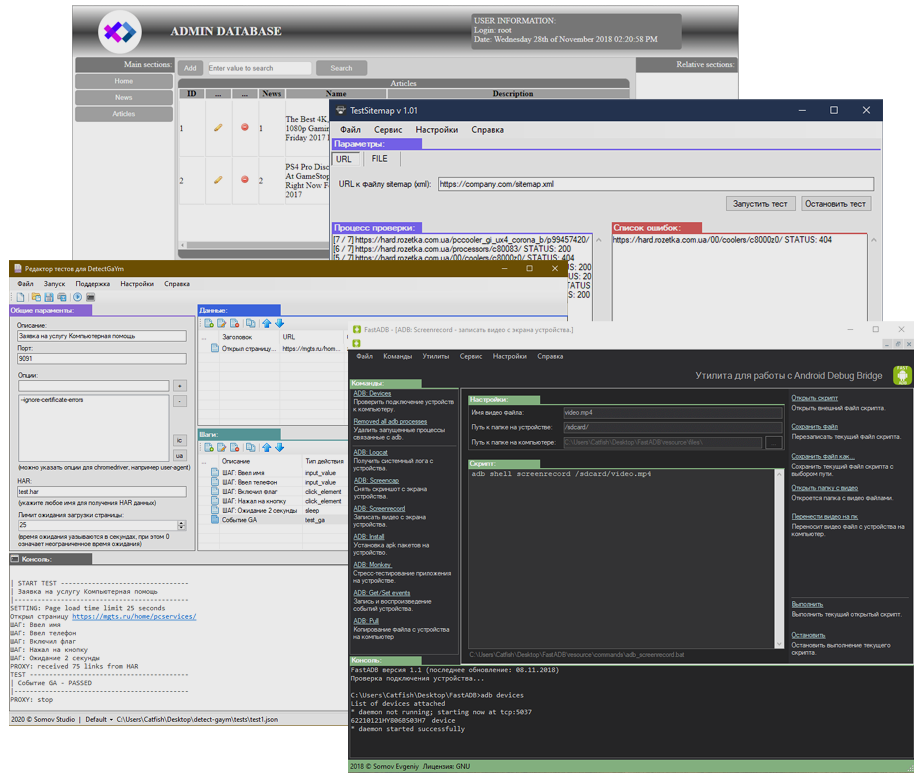 ADMIN DATABASE
USER INFORMATION:
Login: root
Date: Wednesday 28th of November 2018 02:20:58 PM
Main sections:
Home
News
Articles
Add
Enter value to search
Search
Relative sections:
Articles
ID ... ... News Name Description
1 1 The Best 4K,
1080p Gamin
Friday 2017 I
2 2 PS4 Pro Disc
At GameStop
Right Now F
2017
TestSitemap v 1.01
Файл Сервис Настройки Справка
Параметры:
URL FILE
URL к файлу sitemap (xml): https://company.com/sitemap.xml
Запустить тест Остановить тест
Процесс проверки:
[7 / 7] https://hard.rozetka.com.ua/pccooler_gi_ux4_corona_b/p99457420/
[6 / 7] https://hard.rozetka.com.ua/processors/c80083/ STATUS: 200
[5 / 7] https://hard.rozetka.com.ua/00/coolers/c8000z0/ STATUS: 404
US: 200
US: 20
STATUS
US: 200
Список ошибок:
https://hard.rozetka.com.ua/00/coolers/c8000z0/ STATUS: 404
Редактор тестов для DetectGaYm
Файл Запуск Поддержка Настройки Справка
Общие параметры:
Описание:
Заявка на услугу Компьютерная помощь
Порт:
9091
Опции:
+
--ignore-certificate-errors
-
ic
ua
(можно указать опции для chromedriver, например user-agent)
HAR:
test.har
(укажите любое имя для получения HAR данных)
Лимит ожидания загрузки страницы:
25
(время ожидания уазываются в секундах, при этом 0
означает неограниченное время ожидания)
Данные:
... Заголовок URL
Открыл страницу... https://mgts.ru/hom...
Шаги:
... Описание Тип действия
ШАГ: Ввел имя input_value
ШАГ: Ввел телефон input_value
ШАГ: Включил флаг click_element
ШАГ: Нажал на кнопку click_element
ШАГ: Ожидание 2 секунды sleep
Событие GA test_ga
Консоль:
| START TEST --------------------------------
| Заявка на услугу Компьютерная помощь
|--------------------------------------------
SETTING: Page load time limit 25 seconds
Открыл страницу https://mgts.ru/home/pcservices/
ШАГ: Ввел имя
ШАГ: Ввел телефон
ШАГ: Включил флаг
ШАГ: Нажал на кнопку
ШАГ: Ожидание 2 секунды
PROXY: received 75 links from HAR
TEST ----------------------------------------
| Событие GA - PASSED
|--------------------------------------------
PROXY: stop
2020 © Somov Studio | Default C:\Users\Catfish\Desktop\detect-gaym\tests\test1.json
FastADB - [ADB: Screenrecord - записать видео с экрана устройства.]
Файл Команды Утилиты Сервис Настройки Справка
Утилита для работы с Android Debug Bridge
FAST
ADB
Команды:
ADB: Devices
Проверить подключение устройств
к компьютеру.
Removed all adb processes
Удалить запущенные процессы
связанные с adb.
ADB: Logcat
Получить системный лога с
устройства.
ADB: Screencap
Снять скришот с экрана
устройства.
ADB: Screenrecord
Записать видео с экрана
устройства.
ADB: Install
Установка apk пакетов на
устройство.
ADB: Monkey
Стресс-тестирование приложения
на устройстве.
ADB: Get/Set events
Запись и воспроизведение
событий устройства.
ADB: Pull
Копирование файла с устройства
на компьютер
Настройки:
Имя видео файла: video.mp4
Путь к папке на устройстве: /sdcard/
Путь к папке на компьютере: C:\Users\Catfish\Desktop\FastADB\resource\files\
...
Скрипт:
adb shell screenrecord /sdcard/video.mp4
C:\Users\Catfish\Desktop\FastADB\resource\commands\adb_screenrecord.bat
Открыть скрипт
Открыть внешний файл скрипта.
Сохранить файл
Перезаписать текущий файл скрипта.
Сохранить файл как...
Сохранить текущий файл скрипта с
выбором пути.
Открыть папку с видео
Откроется папка с видео файлами.
Перенести видео на пк
Переносит видео файл с устройства на
компьютер.
Выполнить
Выполнить текущий открытый скрипт.
Остановить
Остановить выполнение текущего
скрипта.
Консоль:
FastADB версия 1.1 (последнее обновление: 08.11.2018)
Проверка подключения устройства...
C:\Users\Catfish\Desktop\FastADB>adb devices
List of devices attached
* daemon not running; starting now at tcp:5037
62210121HY8068S03H7 device
* daemon started successfully
2018 © Somov Evgeniy Лицензия: GNU